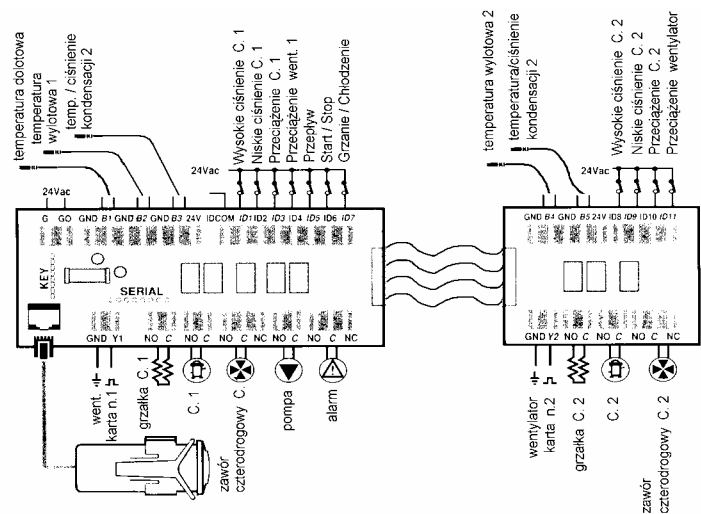 temperatura dolotowa
temperatura
wylotowa 1
temp. / ciśnienie
kondensacji 2
24Vac
24Vac
Wysokie ciśnienie C. 1
Niskie ciśnienie C. 1
Przeciążenie C. 1
Przeciążenie went. 1
Przepływ
Start / Stop
Grzanie / Chłodzenie
G GO GND B1 GND B2 GND B3 24V IDCOM ID1 ID2 ID3 ID4 ID5 ID6 ID7
KEY
SERIAL
GND Y1 NO C NO C NO C NC NO C NO C NC
went.
karta n.1
grzałka C. 1
C. 1
zawór
czterodrogowy C.
pompa
alarm
temperatura wylotowa 2
temperatura/ciśnienie
kondensacji 2
24Vac
Wysokie ciśnienie C. 2
Niskie ciśnienie C. 2
Przeciążenie C. 2
Przeciążenie wentylator
GND B4 GND B5 24V ID8 ID9 ID10 ID11
GND Y2 NO C NO C NO C NC
wentylator
karta n.2
grzałka C. 2
C. 2
zawór
czterodrogowy C. 2